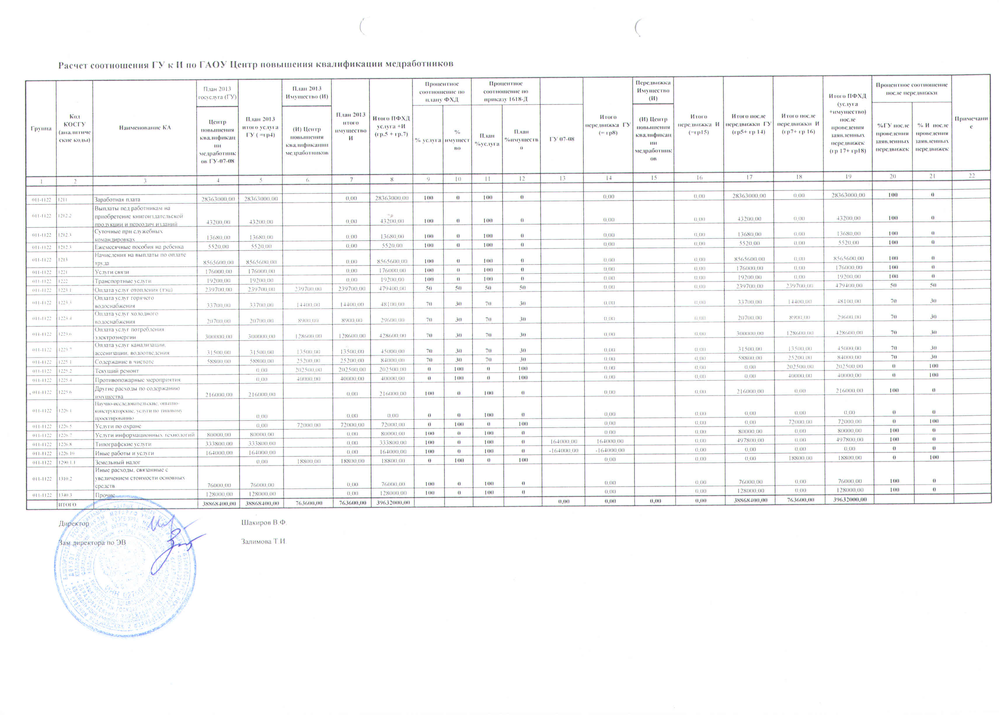 Расчет соотношения ГУ к И по ГАОУ Центр повышения квалификации медработников
Группа | Код КОСГУ (аналитические коды) | Наименование КА | План 2013 госуслуга (ГУ) Центр повышения квалификации медработников ГУ-07-08 | План 2013 итого услуга ГУ ( =гр4) | План 2013 Имущество (И) (И) Центр повышения квалификации медработников | План 2013 итого имущество И | Итого ПФХД услуга +И (гр.5 + гр.7) | Процентное соотношение по плану ФХД % услуга | % имущество | Процентное соотношение по приказу 1618-Д План %услуга | План %имущество | ГУ 07-08 | Итого передвижка ГУ (= гр8) | Передвижка Имущество (И) (И) Центр повышения квалификации медработников | Итого передвижка И (=гр15) | Итого после передвижки ГУ (гр5+ гр 14) | Итого после передвижки И (гр7+ гр 16) | Итого ПФХД (услуга +имущество) после проведения заявленных передвижек (гр 17+ гр18) | Процентное соотношение после передвижки %ГУ после проведения заявленных передвижек | % И после проведения заявленных передвижек | Примечание
1 2 3 4 5 6 7 8 9 10 11 12 13 14 15 16 17 18 19 20 21 22
011-1122 1211 Заработная плата 28363000,00 28363000,00 0,00 28363000,00 100 0 100 0 0,00 0,00 28363000,00 0,00 28363000,00 100 0
011-1122 1212.2 Выплаты пед.работникам на приобретение книгоиздательской продукции и переодич.изданий 43200,00 43200,00 0,00 43200,00 100 0 100 0 0,00 0,00 43200,00 0,00 43200,00 100 0
011-1122 1212.3 Суточные при служебных командировках 13680,00 13680,00 0,00 13680,00 100 0 100 0 0,00 0,00 13680,00 0,00 13680,00 100 0
011-1122 1212.3 Ежемесячные пособия на ребенка 5520,00 5520,00 0,00 5520,00 100 0 100 0 0,00 0,00 5520,00 0,00 5520,00 100 0
011-1122 1213 Начисления на выплаты по оплате труда 8565600,00 8565600,00 0,00 8565600,00 100 0 100 0 0,00 0,00 8565600,00 0,00 8565600,00 100 0
011-1122 1221 Услуги связи 176000,00 176000,00 0,00 176000,00 100 0 100 0 0,00 0,00 176000,00 0,00 176000,00 100 0
011-1122 1222 Транспортные услуги 19200,00 19200,00 0,00 19200,00 100 0 100 0 0,00 0,00 19200,00 0,00 19200,00 100 0
011-1122 1223.1 Оплата услуг отопления (тэц) 239700,00 239700,00 239700,00 239700,00 479400,00 50 50 50 50 0,00 0,00 239700,00 239700,00 479400,00 50 50
011-1122 1223.3 Оплата услуг горячего водоснабжения 33700,00 33700,00 14400,00 14400,00 48100,00 70 30 70 30 0,00 0,00 33700,00 14400,00 48100,00 70 30
011-1122 1223.4 Оплата услуг холодного водоснабжения 20700,00 20700,00 8900,00 8900,00 29600,00 70 30 70 30 0,00 0,00 20700,00 8900,00 29600,00 70 30
011-1122 1223.6 Оплата услуг потребления электроэнергии 300000,00 300000,00 128600,00 128600,00 428600,00 70 30 70 30 0,00 0,00 300000,00 128600,00 428600,00 70 30
011-1122 1223.7 Оплата услуг канализации, ассенизации, водоотведения 31500,00 31500,00 13500,00 13500,00 45000,00 70 30 70 30 0,00 0,00 31500,00 13500,00 45000,00 70 30
011-1122 1225.1 Содержание в чистоте 58800,00 58800,00 25200,00 25200,00 84000,00 70 30 70 30 0,00 0,00 58800,00 25200,00 84000,00 70 30
011-1122 1225.2 Текущий ремонт 0,00 202500,00 202500,00 202500,00 0 100 0 100 0,00 0,00 0,00 202500,00 202500,00 0 100
011-1122 1225.4 Противопожарные мероприятия 0,00 40000,00 40000,00 40000,00 0 100 0 100 0,00 0,00 0,00 40000,00 40000,00 0 100
011-1122 1225.6 Другие расходы по содержанию имущества 216000,00 216000,00 0,00 216000,00 100 0 100 0 0,00 0,00 216000,00 0,00 216000,00 100 0
011-1122 1226.1 Научно-исследовательские, опытно-конструкторские, услуги по типовому проектированию 0,00 0,00 0,00 0 0 100 0 0,00 0,00 0,00 0,00 0,00 0 0
011-1122 1226.5 Услуги по охране 0,00 72000,00 72000,00 72000,00 0 100 0 100 0,00 0,00 0,00 72000,00 72000,00 0 100
011-1122 1226.7 Услуги информационных технологий 80000,00 80000,00 0,00 80000,00 100 0 100 0 0,00 0,00 80000,00 0,00 80000,00 100 0
011-1122 1226.8 Типографские услуги 333800,00 333800,00 0,00 333800,00 100 0 100 0 164000,00 164000,00 0,00 497800,00 0,00 497800,00 100 0
011-1122 1226.10 Иные работы и услуги 164000,00 164000,00 0,00 164000,00 100 0 100 0 -164000,00 -164000,00 0,00 0,00 0,00 0,00 0 0
011-1122 1290.1.1 Земельный налог 0,00 18800,00 18800,00 18800,00 0 100 0 100 0,00 0,00 0,00 18800,00 18800,00 0 100
011-1122 1310.2 Иные расходы, связанные с увеличением стоимости основных средств 76000,00 76000,00 0,00 76000,00 100 0 100 0 0,00 0,00 76000,00 0,00 76000,00 100 0
011-1122 1340.3 Прочие 128000,00 128000,00 0,00 128000,00 100 0 100 0 0,00 0,00 128000,00 0,00 128000,00 100 0
ИТОГО 38868400,00 38868400,00 763600,00 763600,00 39632000,00 0,00 0,00 0,00 0,00 38868400,00 763600,00 39632000,00
Директор Шакиров В.Ф.
Зам.директора по ЭВ Залимова Т.И.